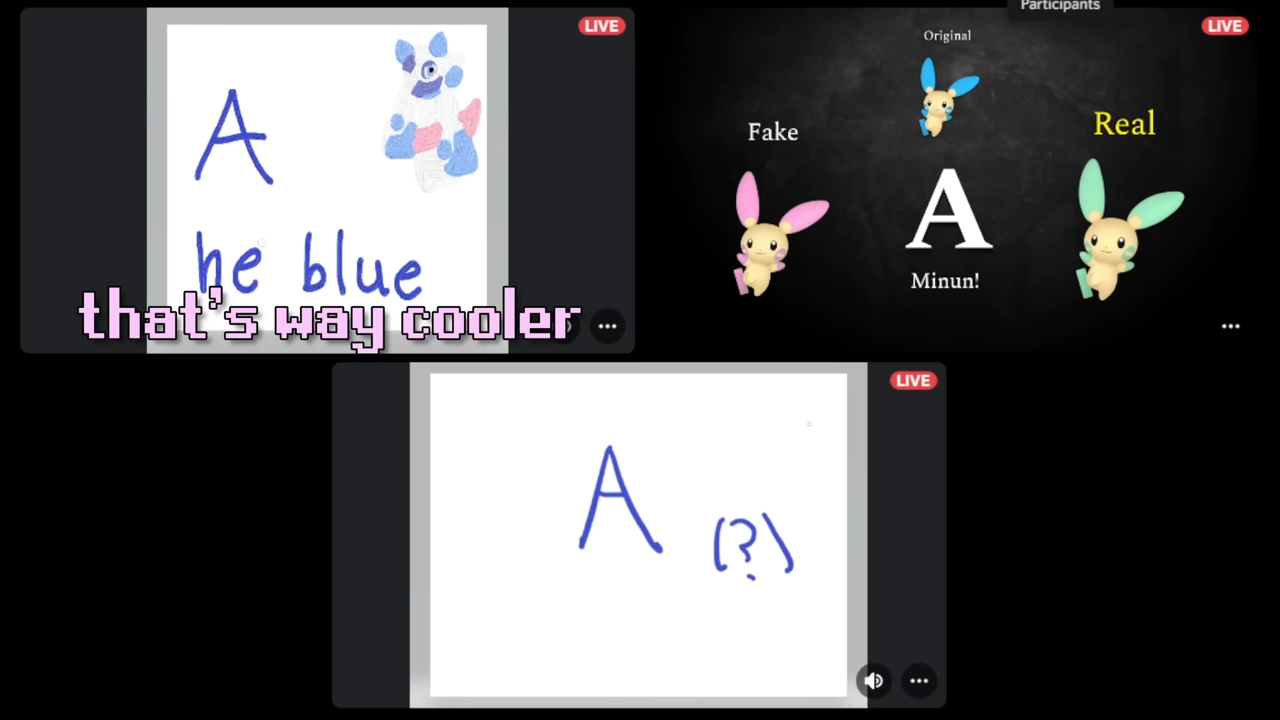 LIVE
A
he blue
that's way cooler
Participants
LIVE
Original
Fake
Real
A
Minun!
LIVE
A
(?)